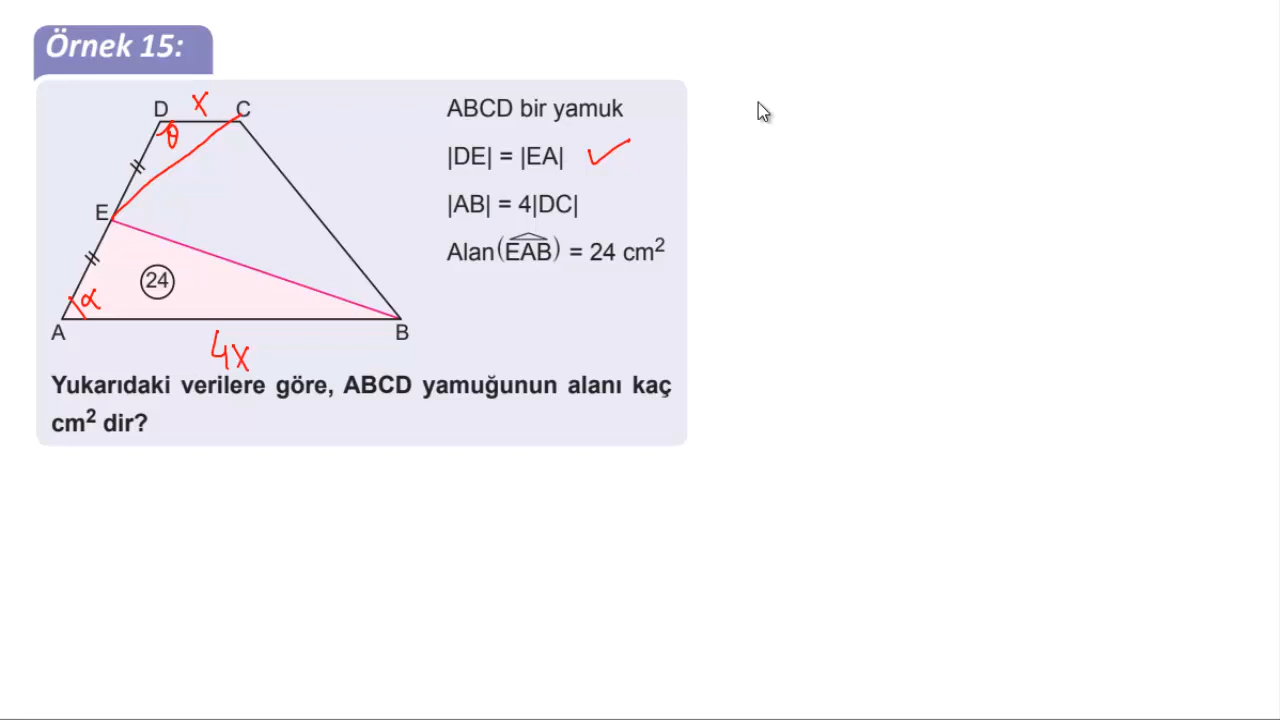 Örnek 15:
D x C
θ
E
24
α
A B
4x
ABCD bir yamuk
|DE| = |EA|
|AB| = 4|DC|
Alan(EAB) = 24 cm²
Yukarıdaki verilere göre, ABCD yamuğunun alanı kaç
cm² dir?